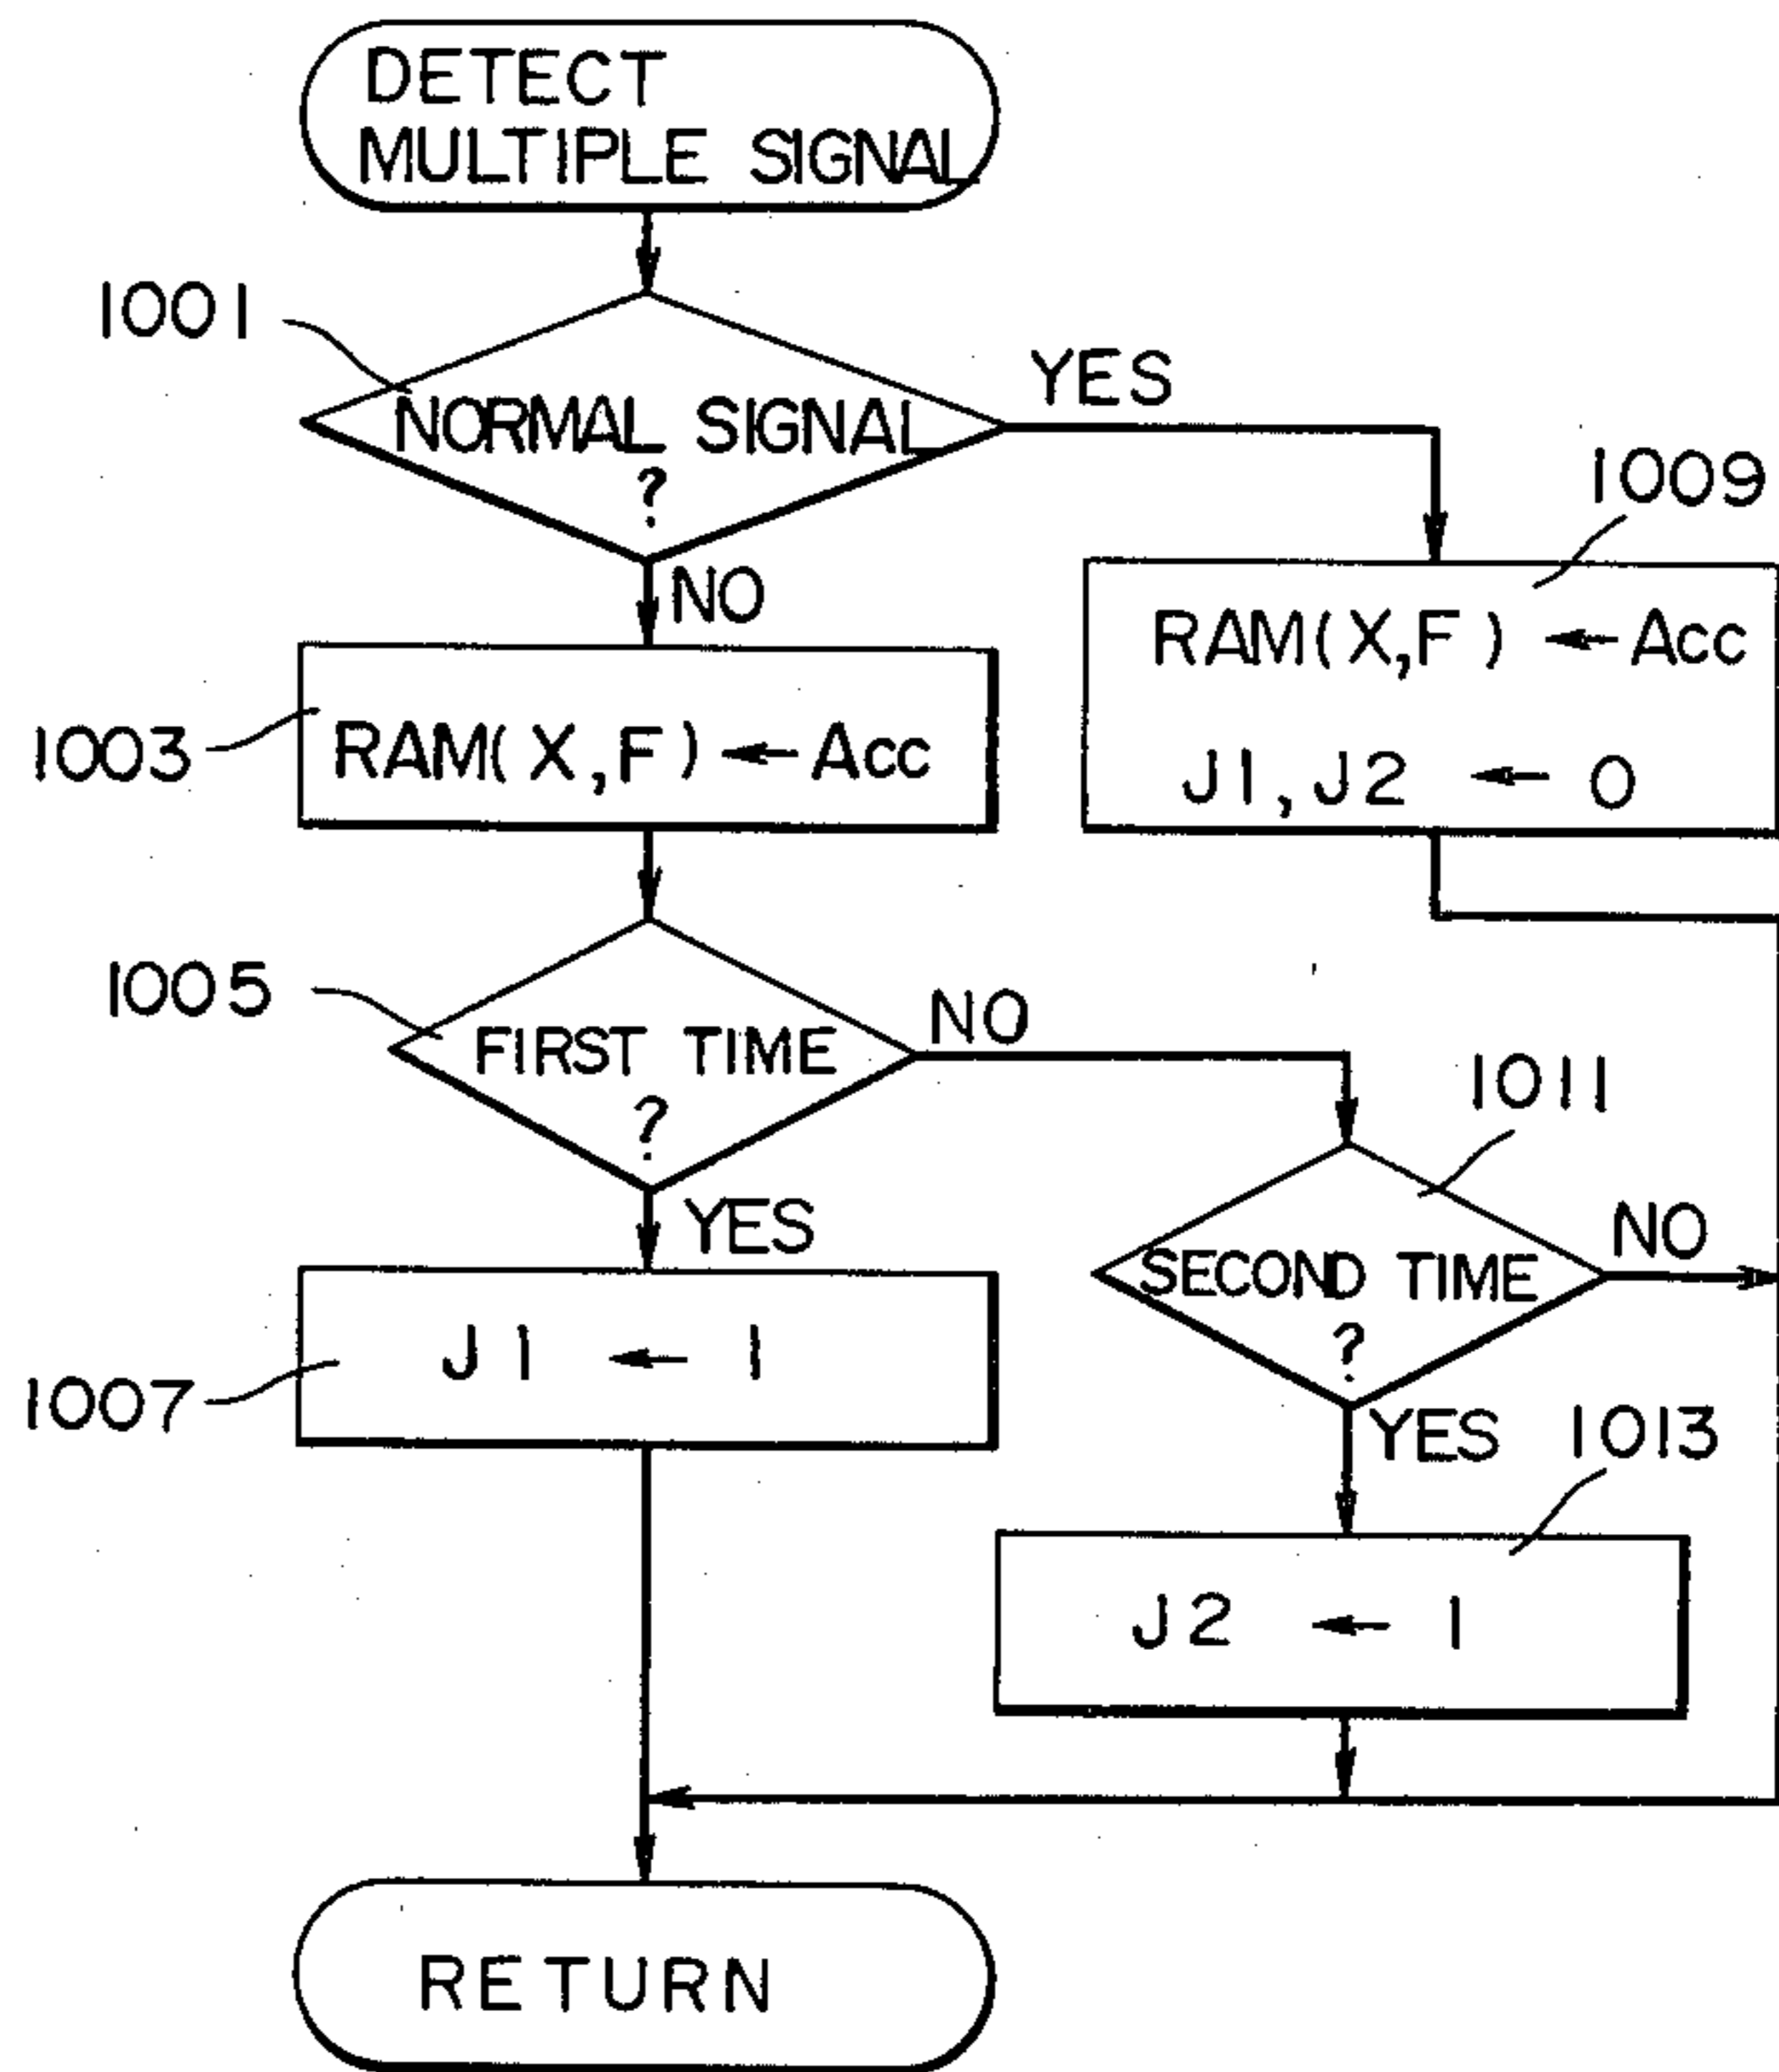 DETECT
MULTIPLE SIGNAL
1001
NORMAL SIGNAL
?
YES
NO
1009
RAM(X,F) ← Acc
J1, J2 ← 0
1003
RAM(X,F) ← Acc
1005
FIRST TIME
?
NO
YES
1011
SECOND TIME
?
NO
YES
1007
J1 ← 1
1013
J2 ← 1
RETURN